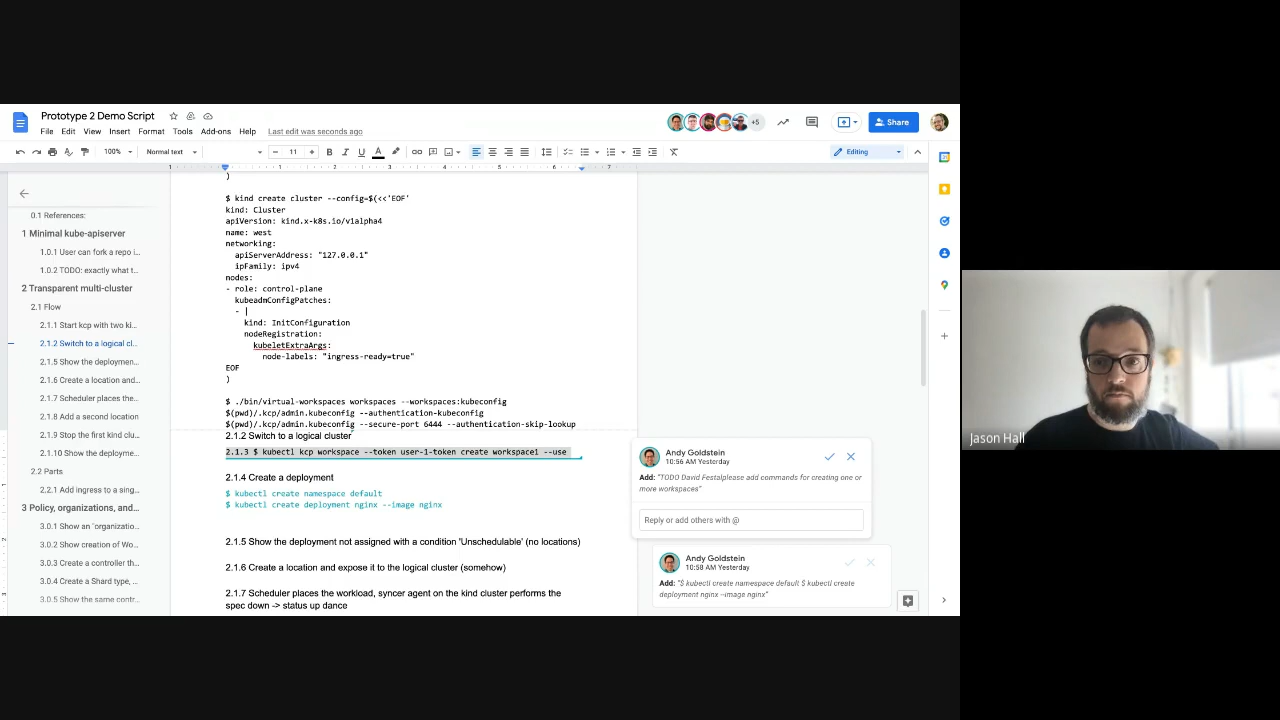 Prototype 2 Demo Script
File Edit View Insert Format Tools Add-ons Help Last edit was seconds ago
+5
Share
100% Normal text 11 Editing
1 1 2 3 4 5 6 7
0.1 References:
1 Minimal kube-apiserver
1.0.1 User can fork a repo i...
1.0.2 TODO: exactly what t...
2 Transparent multi-cluster
2.1 Flow
2.1.1 Start kcp with two ki...
2.1.2 Switch to a logical cl...
2.1.5 Show the deploymen...
2.1.6 Create a location and...
2.1.7 Scheduler places the...
2.1.8 Add a second location
2.1.9 Stop the first kind clu...
2.1.10 Show the deployme...
2.2 Parts
2.2.1 Add ingress to a sing...
3 Policy, organizations, and...
3.0.1 Show an "organizatio...
3.0.2 Show creation of Wo...
3.0.3 Create a controller th...
3.0.4 Create a Shard type, ...
3.0.5 Show the same contr...
)
$ kind create cluster --config=$(<<'EOF'
kind: Cluster
apiVersion: kind.x-k8s.io/v1alpha4
name: west
networking:
apiServerAddress: "127.0.0.1"
ipFamily: ipv4
nodes:
- role: control-plane
kubeadmConfigPatches:
- |
kind: InitConfiguration
nodeRegistration:
kubeletExtraArgs:
node-labels: "ingress-ready=true"
EOF
)
$ ./bin/virtual-workspaces workspaces --workspaces:kubeconfig
$(pwd)/.kcp/admin.kubeconfig --authentication-kubeconfig
$(pwd)/.kcp/admin.kubeconfig --secure-port 6444 --authentication-skip-lookup
2.1.2 Switch to a logical cluster
2.1.3 $ kubectl kcp workspace --token user-1-token create workspace1 --use
2.1.4 Create a deployment
$ kubectl create namespace default
$ kubectl create deployment nginx --image nginx
2.1.5 Show the deployment not assigned with a condition 'Unschedulable' (no locations)
2.1.6 Create a location and expose it to the logical cluster (somehow)
2.1.7 Scheduler places the workload, syncer agent on the kind cluster performs the
spec down -> status up dance
Andy Goldstein
10:56 AM Yesterday
Add: "TODO David Festalplease add commands for creating one or
more workspaces"
Reply or add others with @
Andy Goldstein
10:58 AM Yesterday
Add: "$ kubectl create namespace default $ kubectl create
deployment nginx --image nginx"
Jason Hall